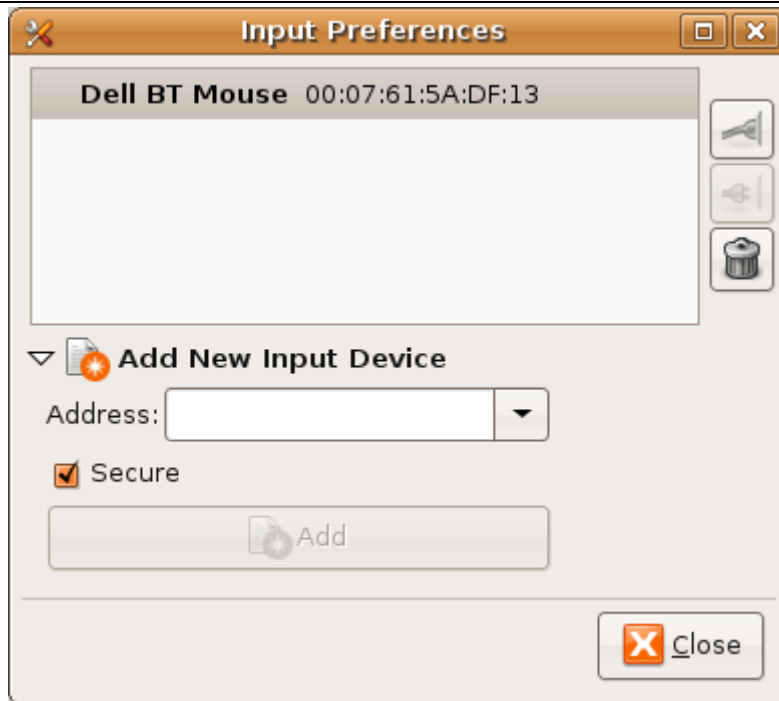 Input Preferences
Dell BT Mouse 00:07:61:5A:DF:13
Add New Input Device
Address:
Secure
Add
Close